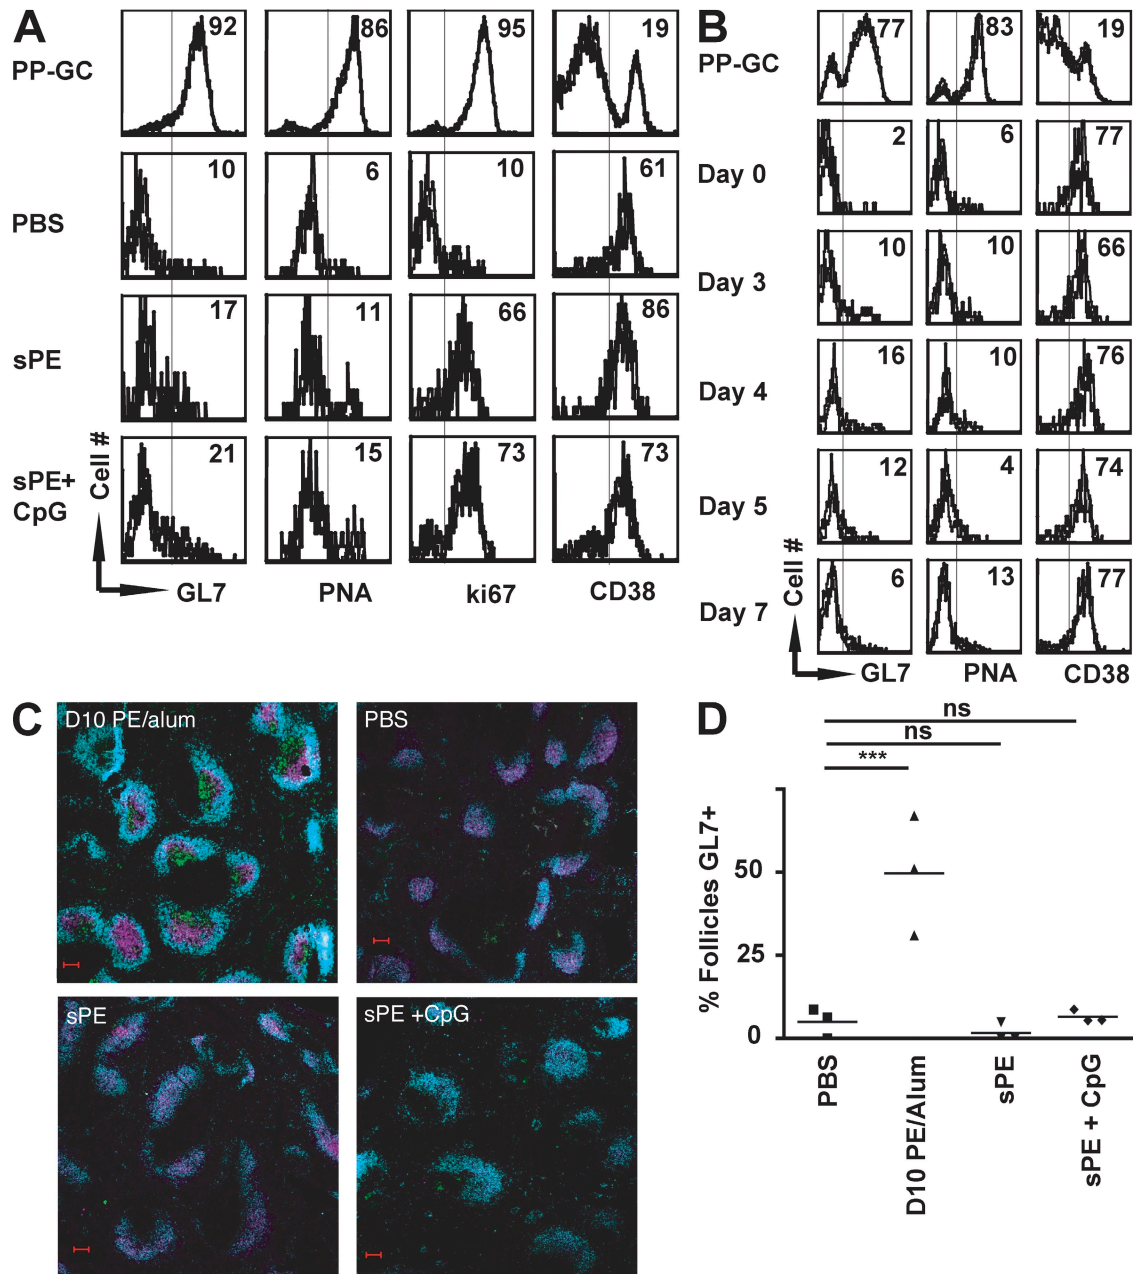 A
PP-GC
92
86
95
19
PBS
10
6
10
61
sPE
17
11
66
86
sPE+
CpG
21
15
73
73
Cell #
GL7
PNA
ki67
CD38
B
PP-GC
77
83
19
Day 0
2
6
77
Day 3
10
10
66
Day 4
16
10
76
Day 5
12
4
74
Day 7
6
13
77
Cell #
GL7
PNA
CD38
C
D10 PE/alum
PBS
sPE
sPE +CpG
D
ns
ns
***
% Follicles GL7+
50
25
0
PBS
D10 PE/Alum
sPE
sPE + CpG